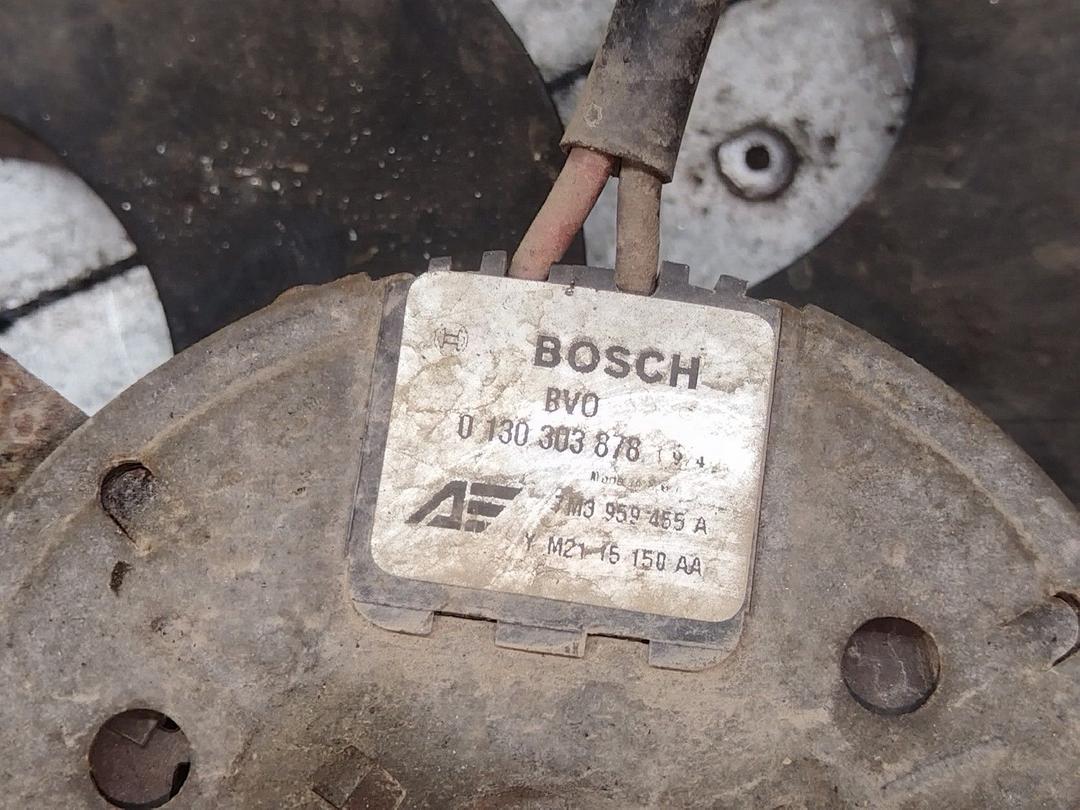 BOSCH
BVO
0 130 303 878
7M3 959 455 A
Y M21 15 150 AA